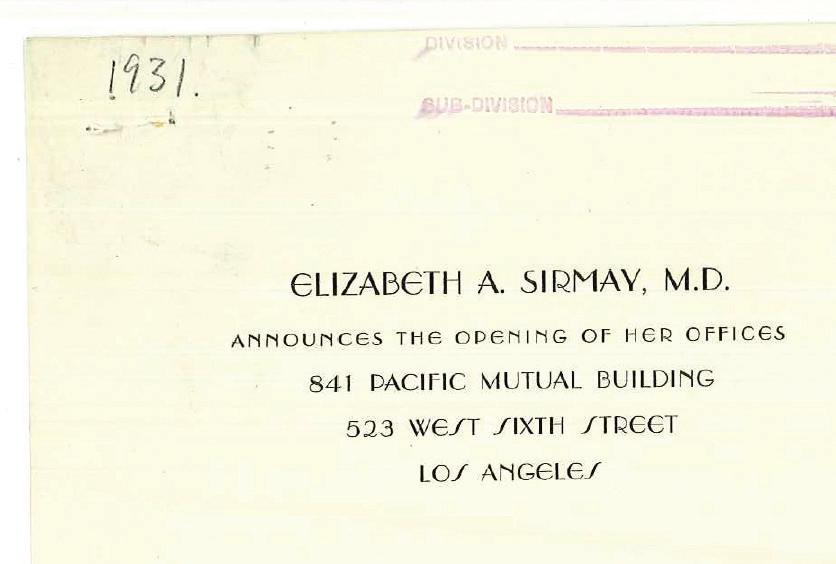 1931.
DIVISION
SUB-DIVISION
ELIZABETH A. SIRMAY, M.D.
ANNOUNCES THE OPENING OF HER OFFICES
841 PACIFIC MUTUAL BUILDING
523 WEST SIXTH STREET
LOS ANGELES